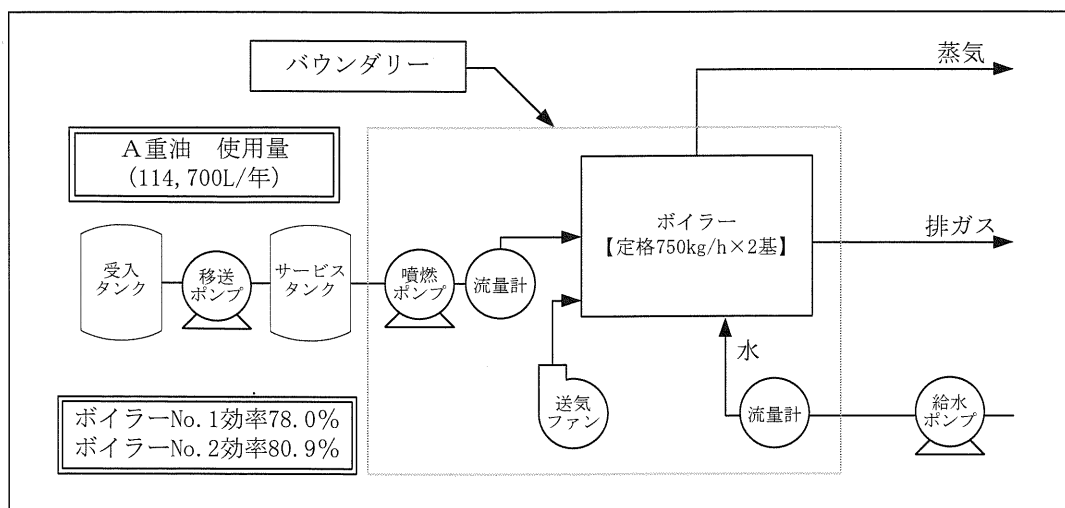 バウンダリー
蒸気
A重油 使用量
(114,700L/年)
ボイラー
【定格750kg/h×2基】
排ガス
受入
タンク
移送
ポンプ
サービス
タンク
噴燃
ポンプ
流量計
水
送気
ファン
流量計
給水
ポンプ
ボイラーNo.1効率78.0%
ボイラーNo.2効率80.9%